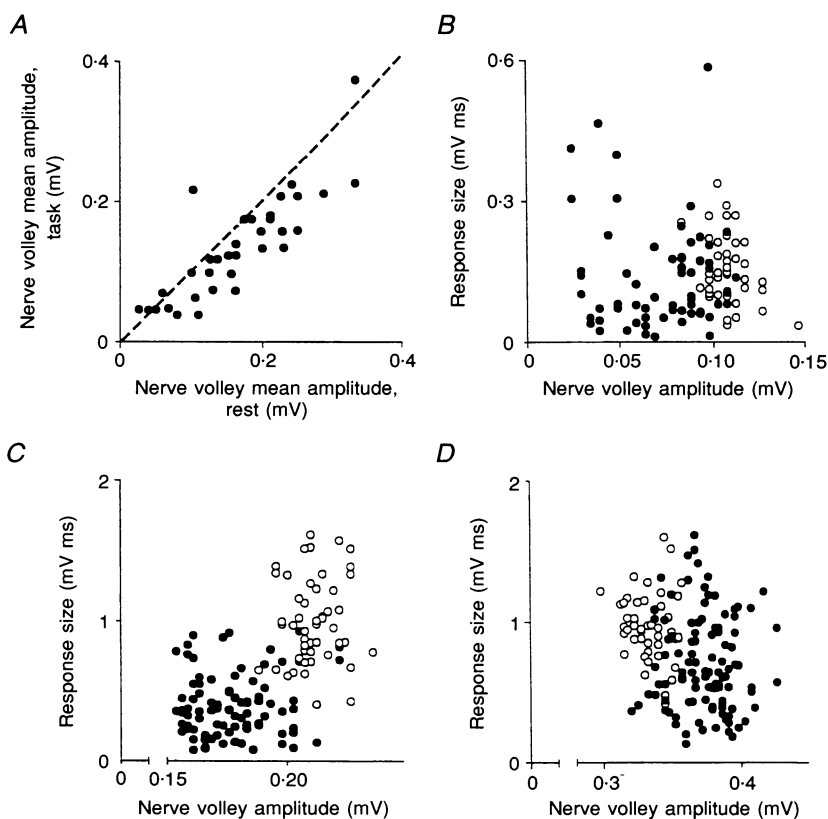 A
Nerve volley mean amplitude,
task (mV)
0·4
0·2
0
0
0·2
0·4
Nerve volley mean amplitude,
rest (mV)
B
Response size (mV ms)
0·6
0·3
0
0
0·05
0·10
0·15
Nerve volley amplitude (mV)
C
Response size (mV ms)
2
1
0
0
0·15
0·20
Nerve volley amplitude (mV)
D
Response size (mV ms)
2
1
0
0
0·3
0·4
Nerve volley amplitude (mV)